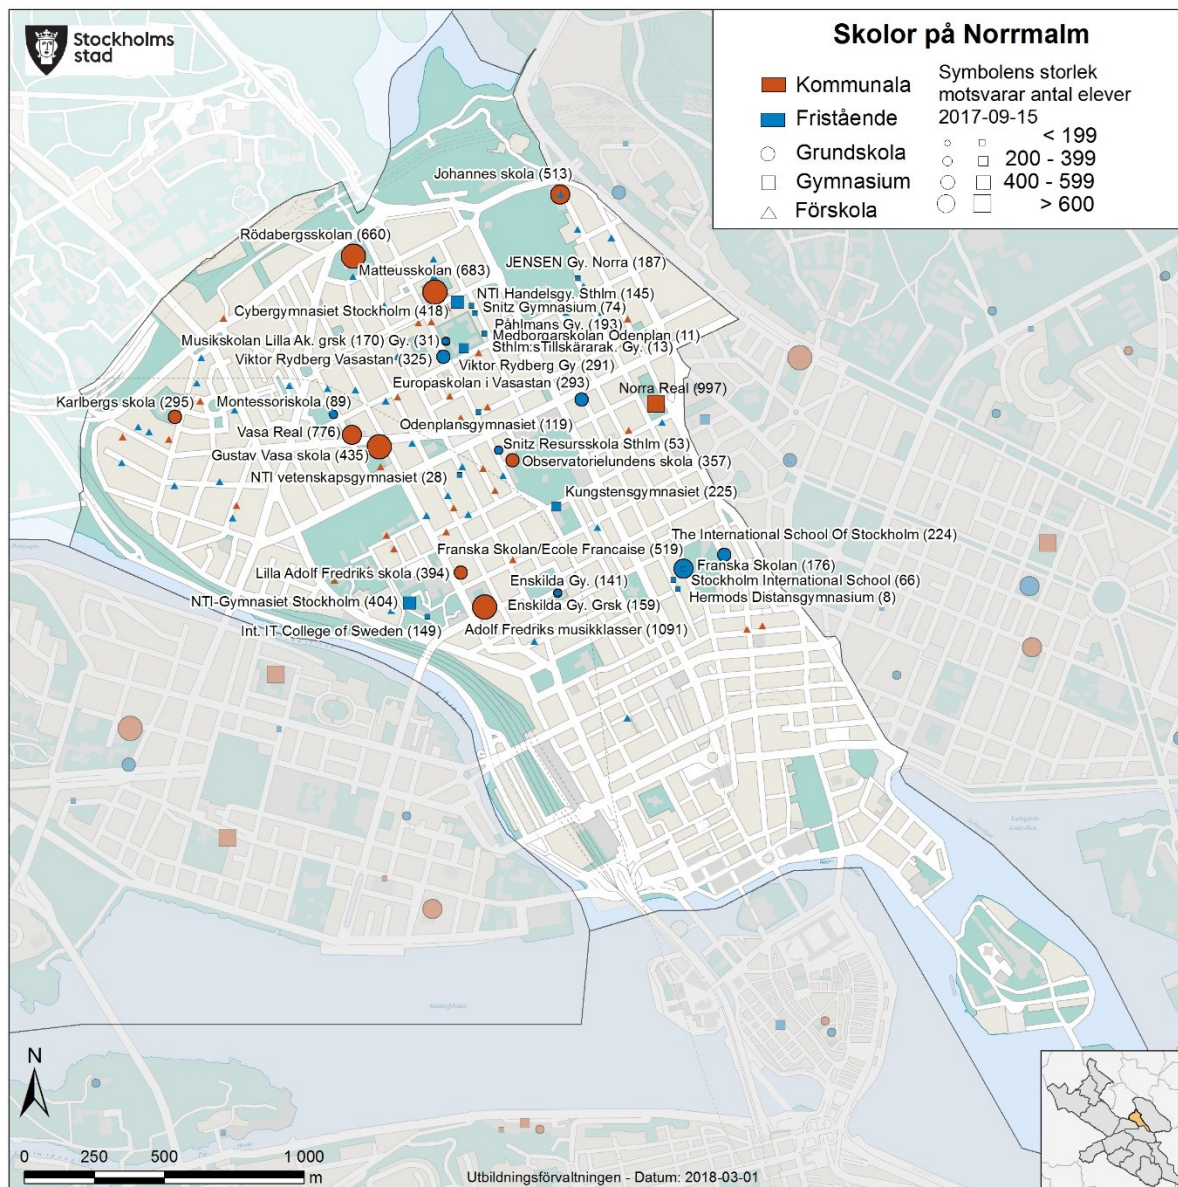 Stockholms
stad
Skolor på Norrmalm
Kommunala
Fristående
Grundskola
Gymnasium
Förskola
Symbolens storlek
motsvarar antal elever
2017-09-15
< 199
200 - 399
400 - 599
> 600
Johannes skola (513)
Rödabergsskolan (660)
JENSEN Gy. Norra (187)
Matteusskolan (683)
NTI Handelsgy. Sthlm (145)
Cybergymnasiet Stockholm (418)
Snitz Gymnasium (74)
Påhlmans Gy. (193)
Musikskolan Lilla Ak. grsk (170) Gy. (31)
Medborgarskolan Odenplan (11)
Sthlm:sTillskärarak. Gy. (13)
Viktor Rydberg Vasastan (325)
Viktor Rydberg Gy (291)
Europaskolan i Vasastan (293)
Norra Real (997)
Karlbergs skola (295)
Montessoriskola (89)
Odenplansgymnasiet (119)
Vasa Real (776)
Snitz Resursskola Sthlm (53)
Gustav Vasa skola (435)
Observatorielundens skola (357)
NTI vetenskapsgymnasiet (28)
Kungstensgymnasiet (225)
The International School Of Stockholm (224)
Franska Skolan/Ecole Francaise (519)
Franska Skolan (176)
Lilla Adolf Fredriks skola (394)
Enskilda Gy. (141)
Stockholm International School (66)
Hermods Distansgymnasium (8)
NTI-Gymnasiet Stockholm (404)
Enskilda Gy. Grsk (159)
Int. IT College of Sweden (149)
Adolf Fredriks musikklasser (1091)
N
0 250 500 1 000
m
Utbildningsförvaltningen - Datum: 2018-03-01